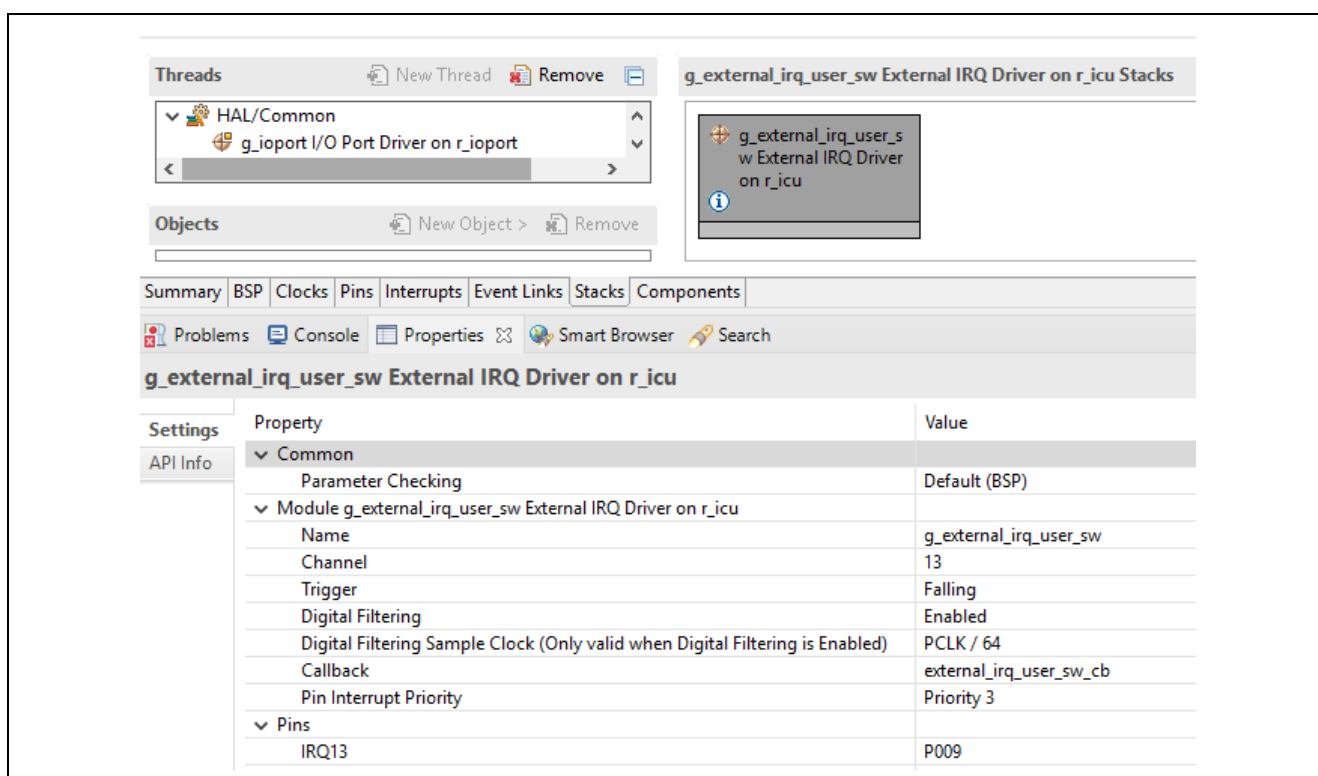 Threads New Thread Remove
g_external_irq_user_sw External IRQ Driver on r_icu Stacks
HAL/Common
g_ioport I/O Port Driver on r_ioport
g_external_irq_user_s
w External IRQ Driver
on r_icu
Objects New Object > Remove
Summary BSP Clocks Pins Interrupts Event Links Stacks Components
Problems Console Properties Smart Browser Search
g_external_irq_user_sw External IRQ Driver on r_icu
Settings
API Info
Property Value
Common
Parameter Checking Default (BSP)
Module g_external_irq_user_sw External IRQ Driver on r_icu
Name g_external_irq_user_sw
Channel 13
Trigger Falling
Digital Filtering Enabled
Digital Filtering Sample Clock (Only valid when Digital Filtering is Enabled) PCLK / 64
Callback external_irq_user_sw_cb
Pin Interrupt Priority Priority 3
Pins
IRQ13 P009